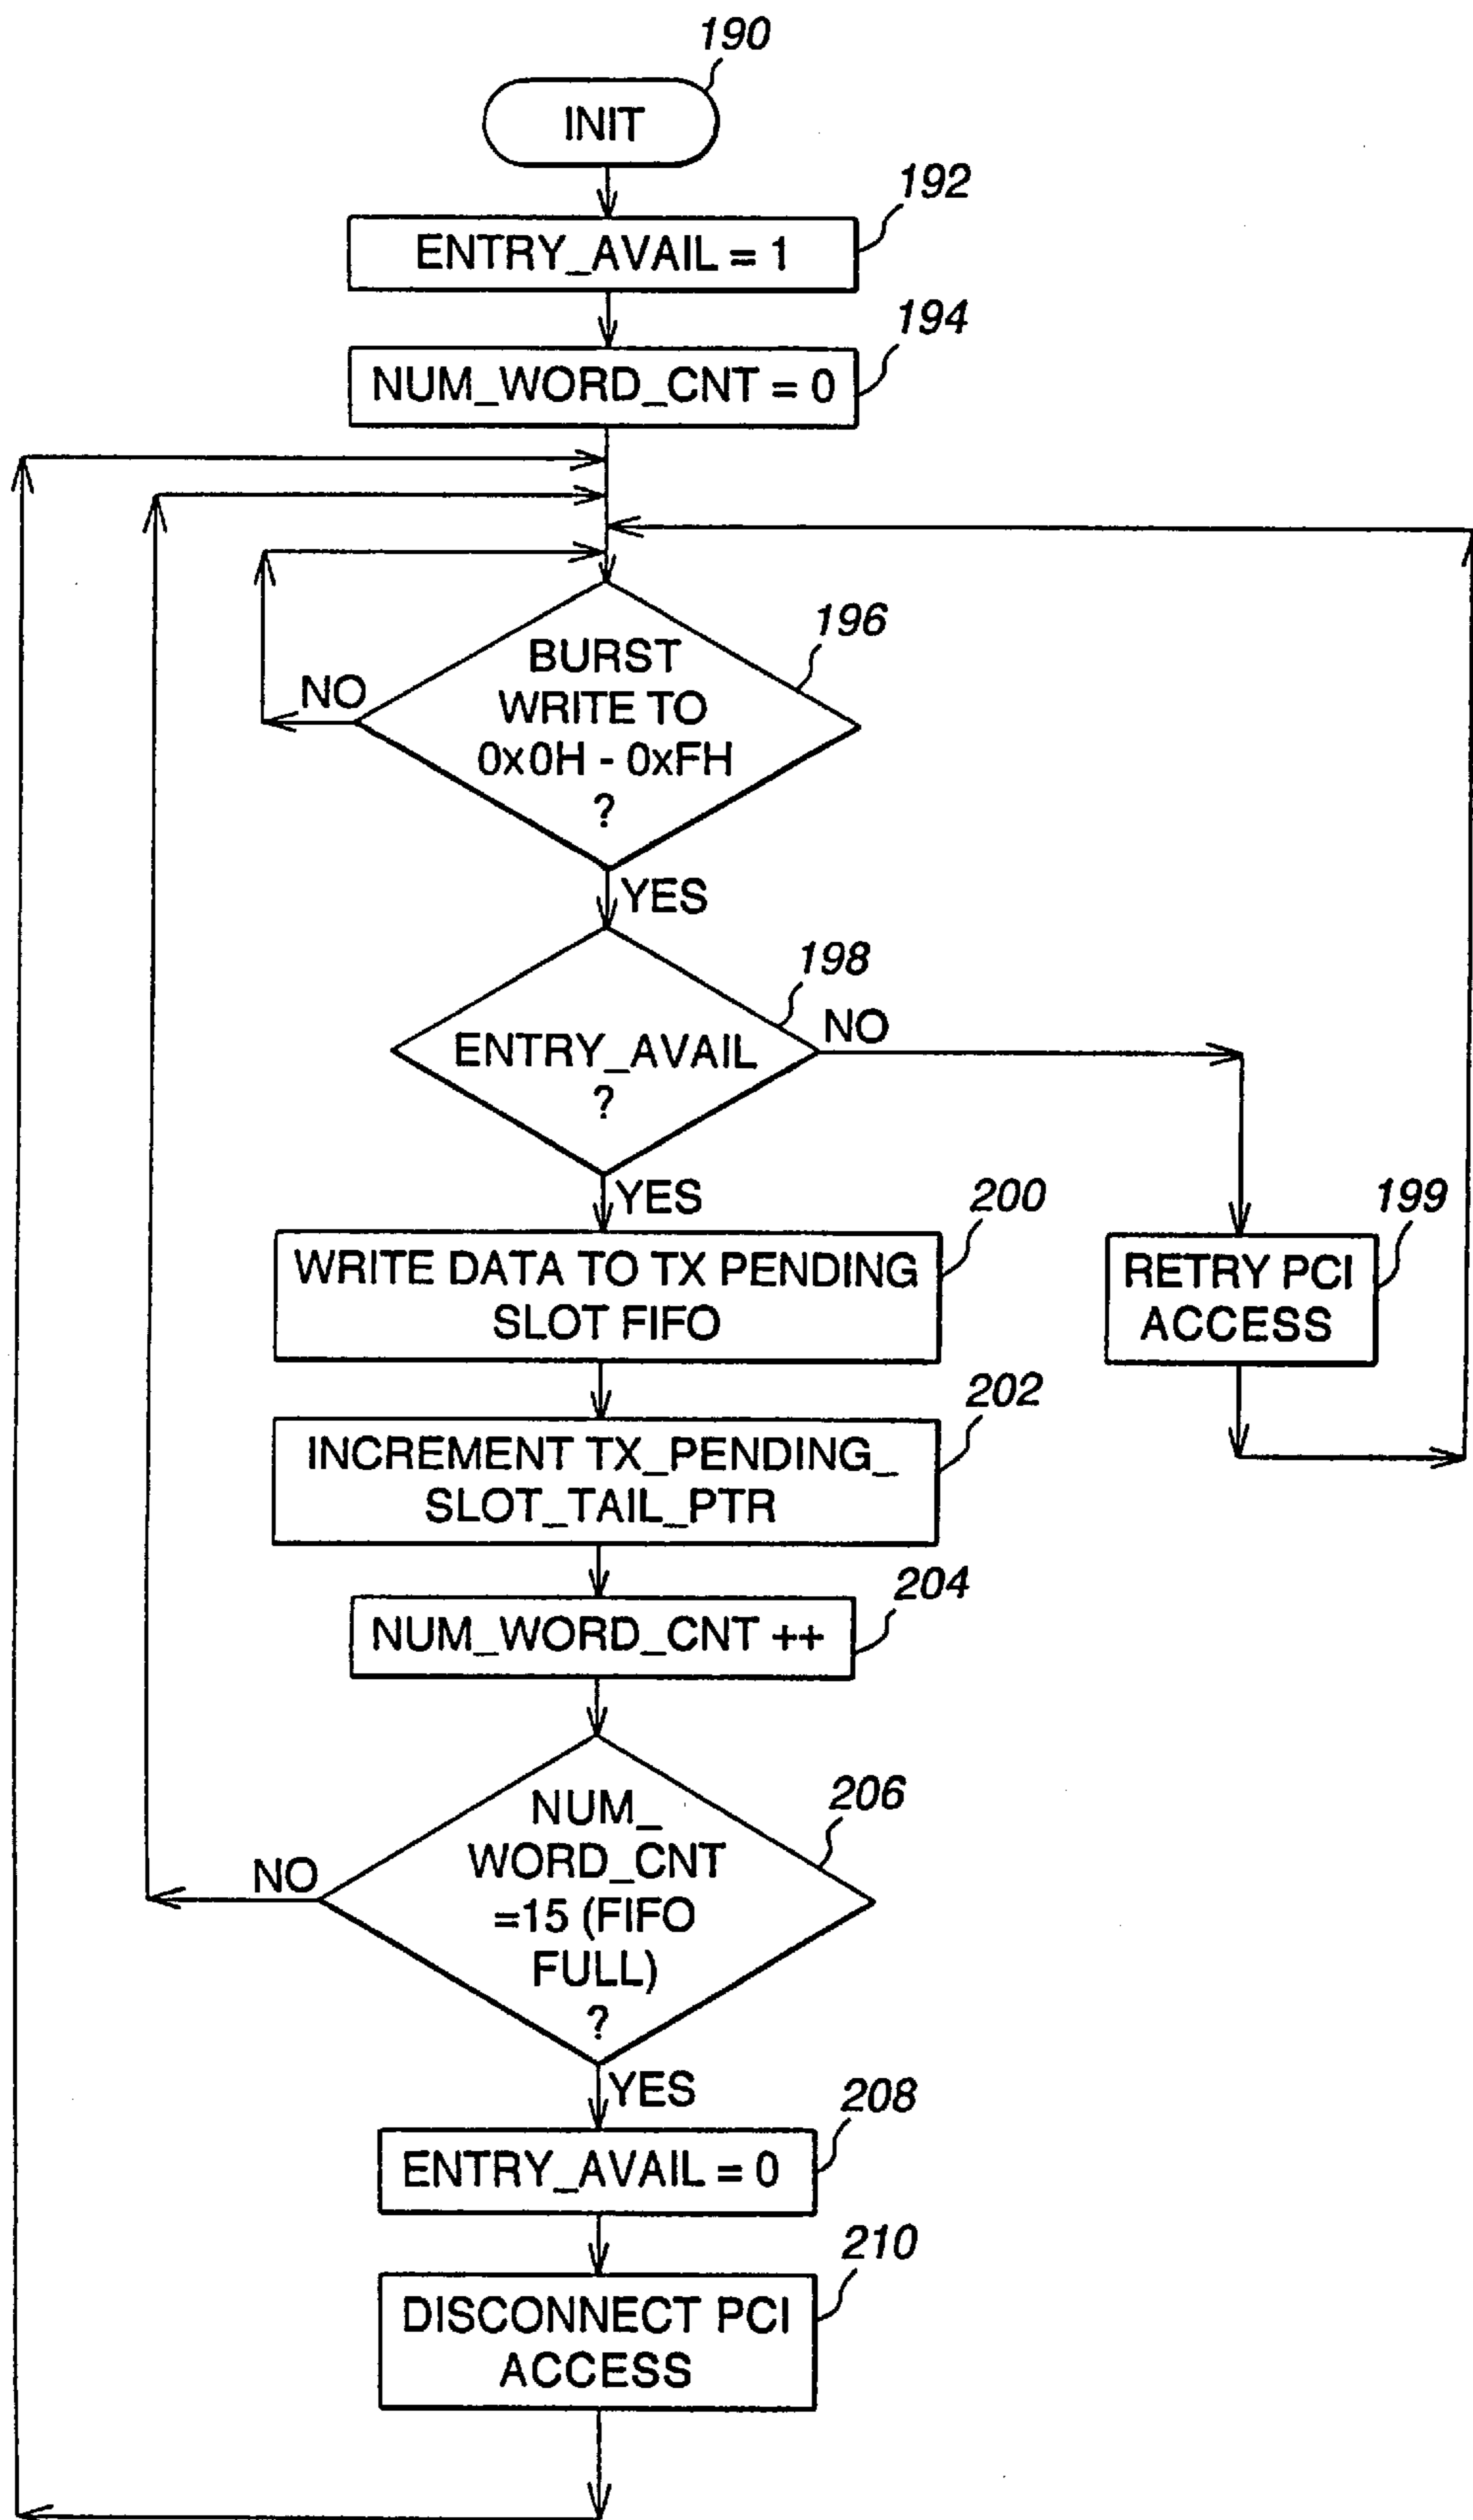 190
INIT
192
ENTRY_AVAIL = 1
194
NUM_WORD_CNT = 0
196
BURST
WRITE TO
0x0H - 0xFH
?
NO
YES
198
ENTRY_AVAIL
?
NO
YES
200
WRITE DATA TO TX PENDING
SLOT FIFO
199
RETRY PCI
ACCESS
202
INCREMENT TX_PENDING_
SLOT_TAIL_PTR
204
NUM_WORD_CNT ++
206
NUM_
WORD_CNT
=15 (FIFO
FULL)
?
NO
YES
208
ENTRY_AVAIL = 0
210
DISCONNECT PCI
ACCESS